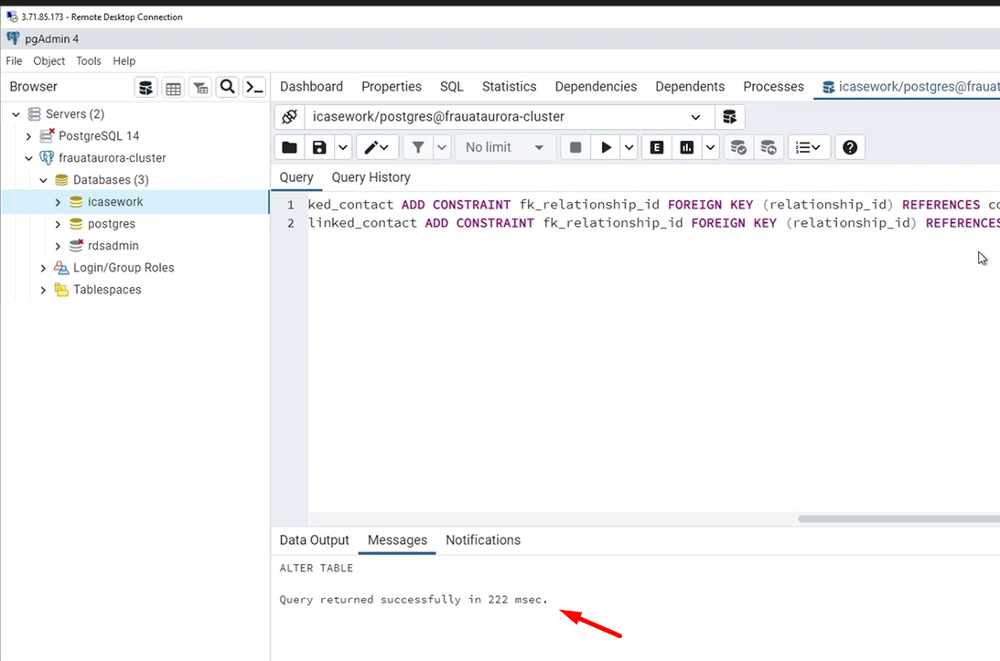 3.71.85.173 - Remote Desktop Connection
pgAdmin 4
File Object Tools Help
Browser
Dashboard Properties SQL Statistics Dependencies Dependents Processes icasework/postgres@frauat
Servers (2)
PostgreSQL 14
frauataurora-cluster
Databases (3)
icasework
postgres
rdsadmin
Login/Group Roles
Tablespaces
icasework/postgres@frauataurora-cluster
No limit
E
Query Query History
1 ked_contact ADD CONSTRAINT fk_relationship_id FOREIGN KEY (relationship_id) REFERENCES co
2 linked_contact ADD CONSTRAINT fk_relationship_id FOREIGN KEY (relationship_id) REFERENCES
Data Output Messages Notifications
ALTER TABLE
Query returned successfully in 222 msec.